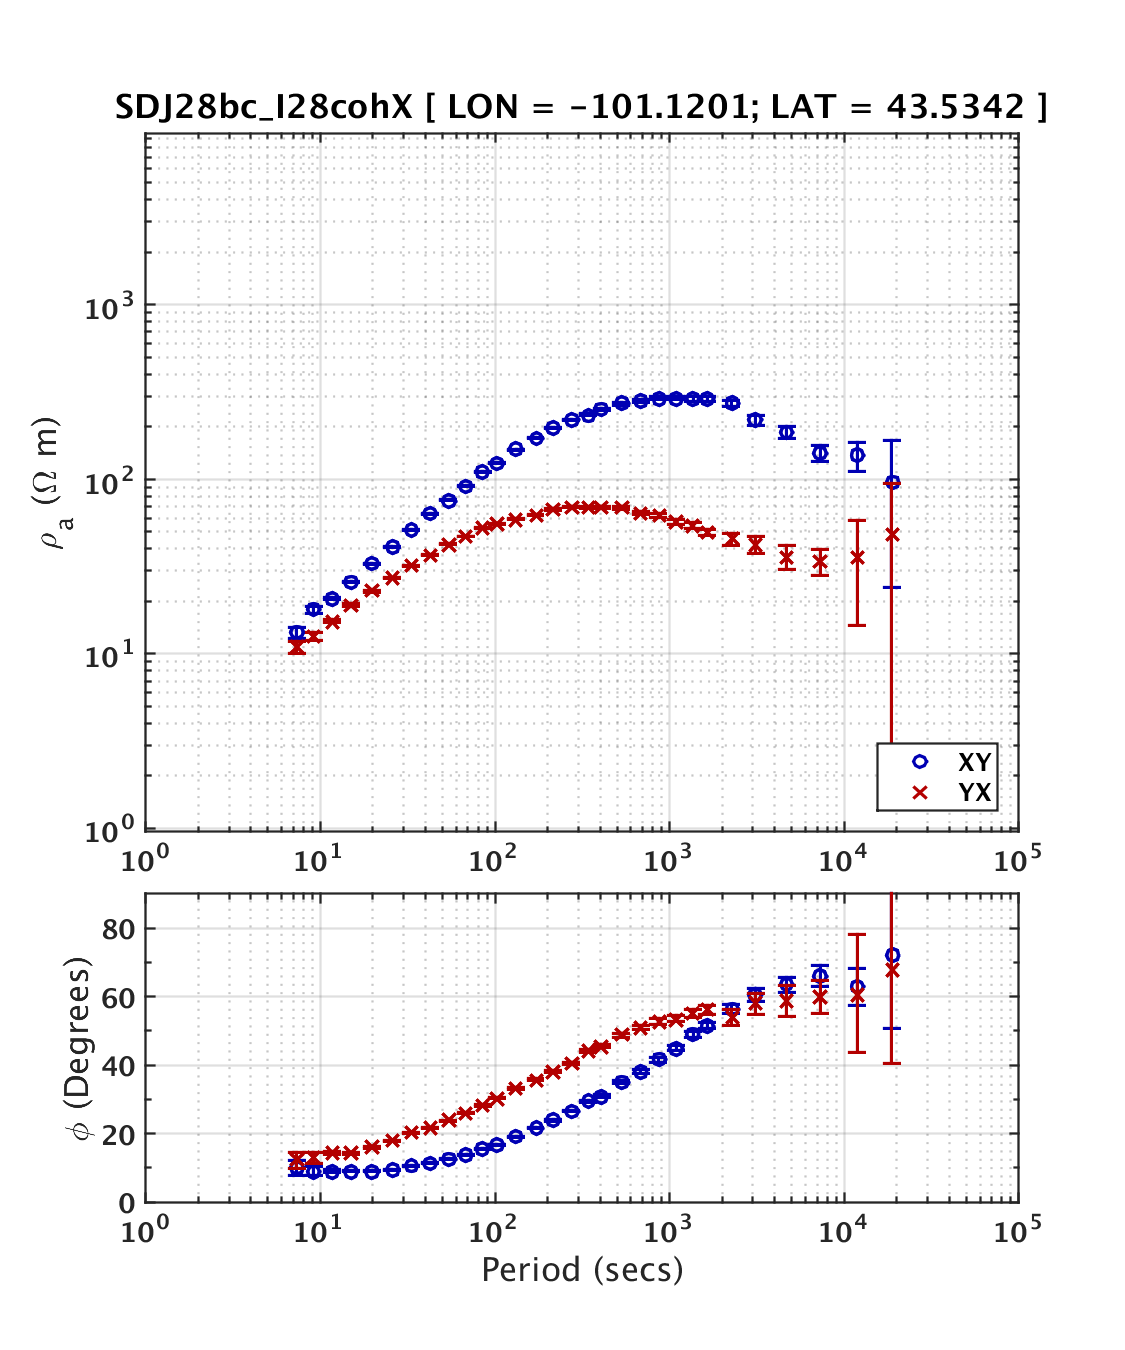 SDJ28bc_I28cohX [ LON = -101.1201; LAT = 43.5342 ]
10³
10²
10¹
10⁰
ρa (Ω m)
XY
YX
10⁰ 10¹ 10² 10³ 10⁴ 10⁵
80
60
40
20
0
ϕ (Degrees)
10⁰ 10¹ 10² 10³ 10⁴ 10⁵
Period (secs)